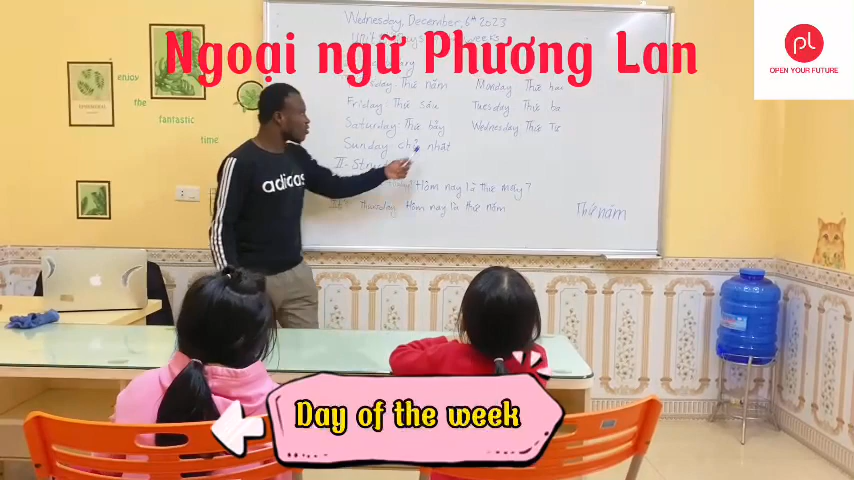 Wednesday, December, 6th 2023
Ngoại ngữ Phương Lan
OPEN YOUR FUTURE
enjoy
the
FANTASTIC
time
Thứ năm
Monday Thứ hai
Friday: Thứ sáu
Tuesday Thứ ba
Saturday: Thứ bảy
Wednesday: Thứ Tư
Sunday chủ nhật
II-
Hôm nay là thứ mấy?
Thursday Hôm nay là thứ năm
Thứ năm
adidas
Day of the week